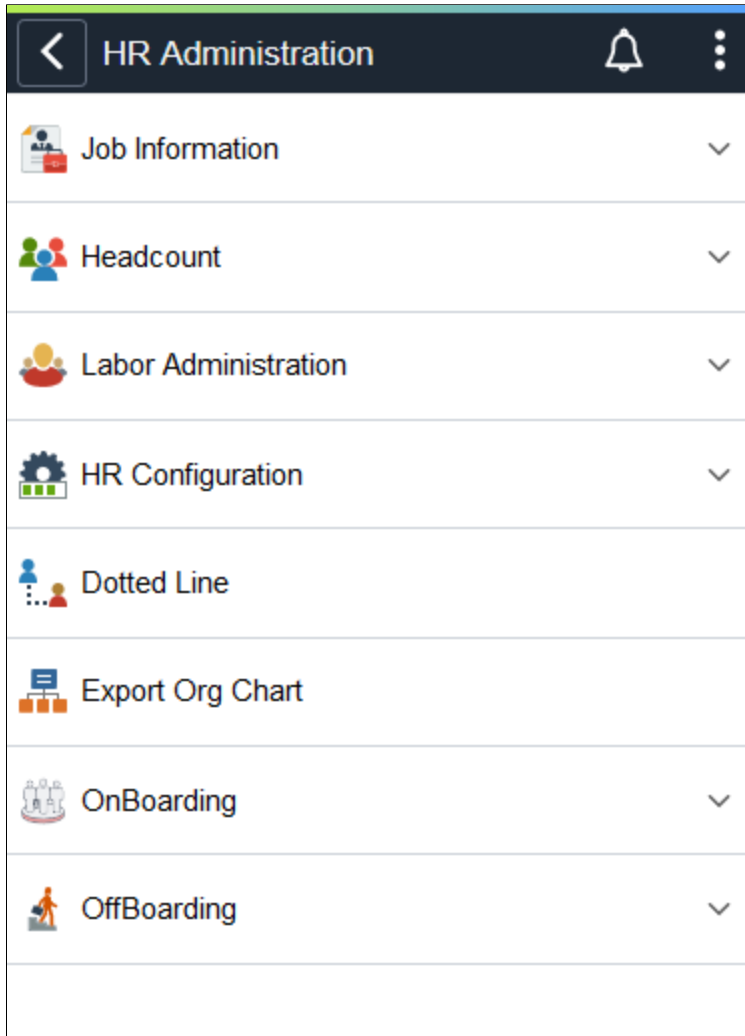 HR Administration
Job Information
Headcount
Labor Administration
HR Configuration
Dotted Line
Export Org Chart
OnBoarding
OffBoarding